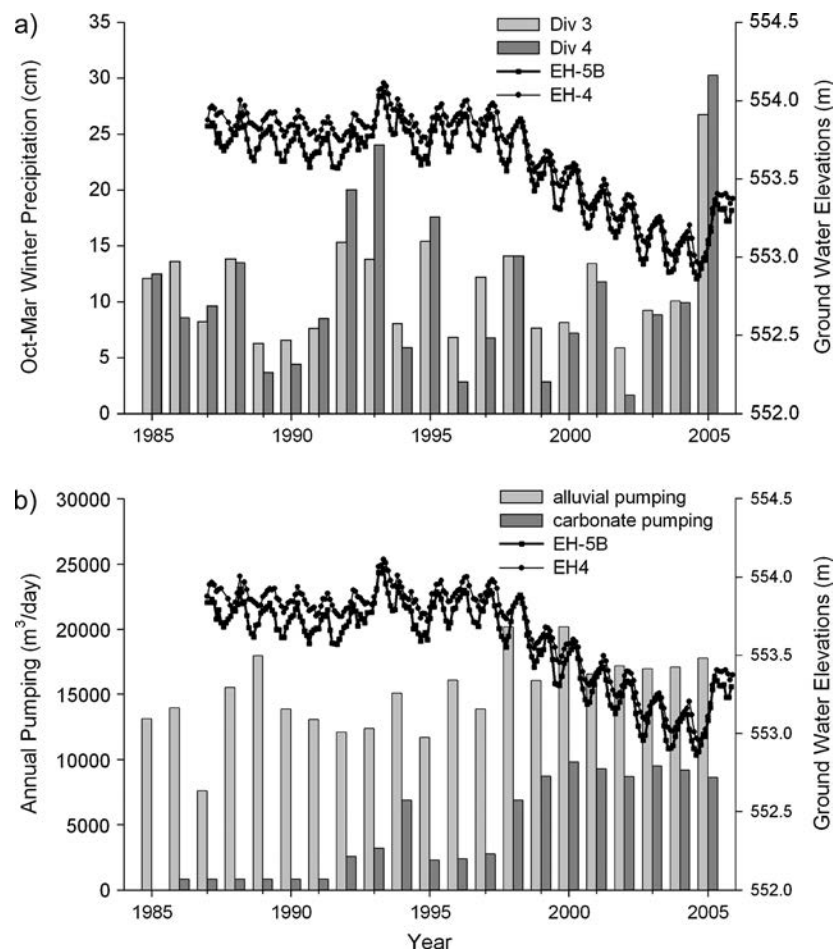 a)
Oct-Mar Winter Precipitation (cm)
35
30
25
20
15
10
5
0
Div 3
Div 4
EH-5B
EH-4
554.5
554.0
553.5
553.0
552.5
552.0
Ground Water Elevations (m)
1985 1990 1995 2000 2005
b)
Annual Pumping (m³/day)
30000
25000
20000
15000
10000
5000
0
alluvial pumping
carbonate pumping
EH-5B
EH4
554.5
554.0
553.5
553.0
552.5
552.0
Ground Water Elevations (m)
1985 1990 1995 2000 2005
Year